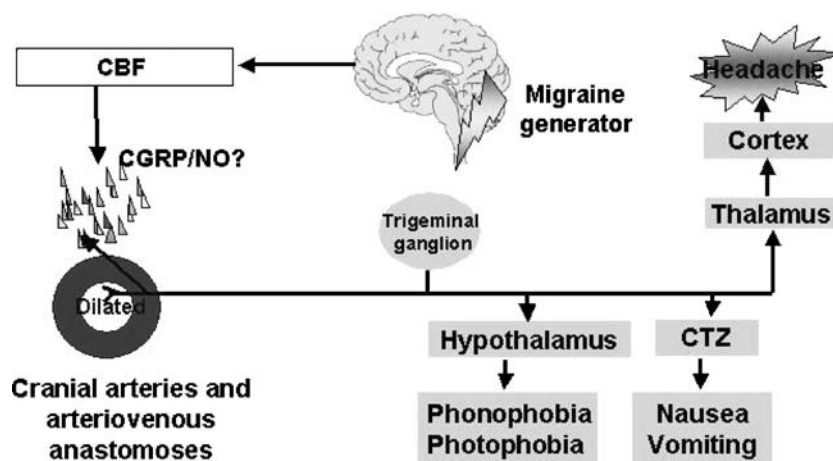 CBF
Migraine
generator
Headache
Cortex
Thalamus
CGRP/NO?
Trigeminal
ganglion
Dilated
Cranial arteries and
arteriovenous
anastomoses
Hypothalamus
Phonophobia
Photophobia
CTZ
Nausea
Vomiting